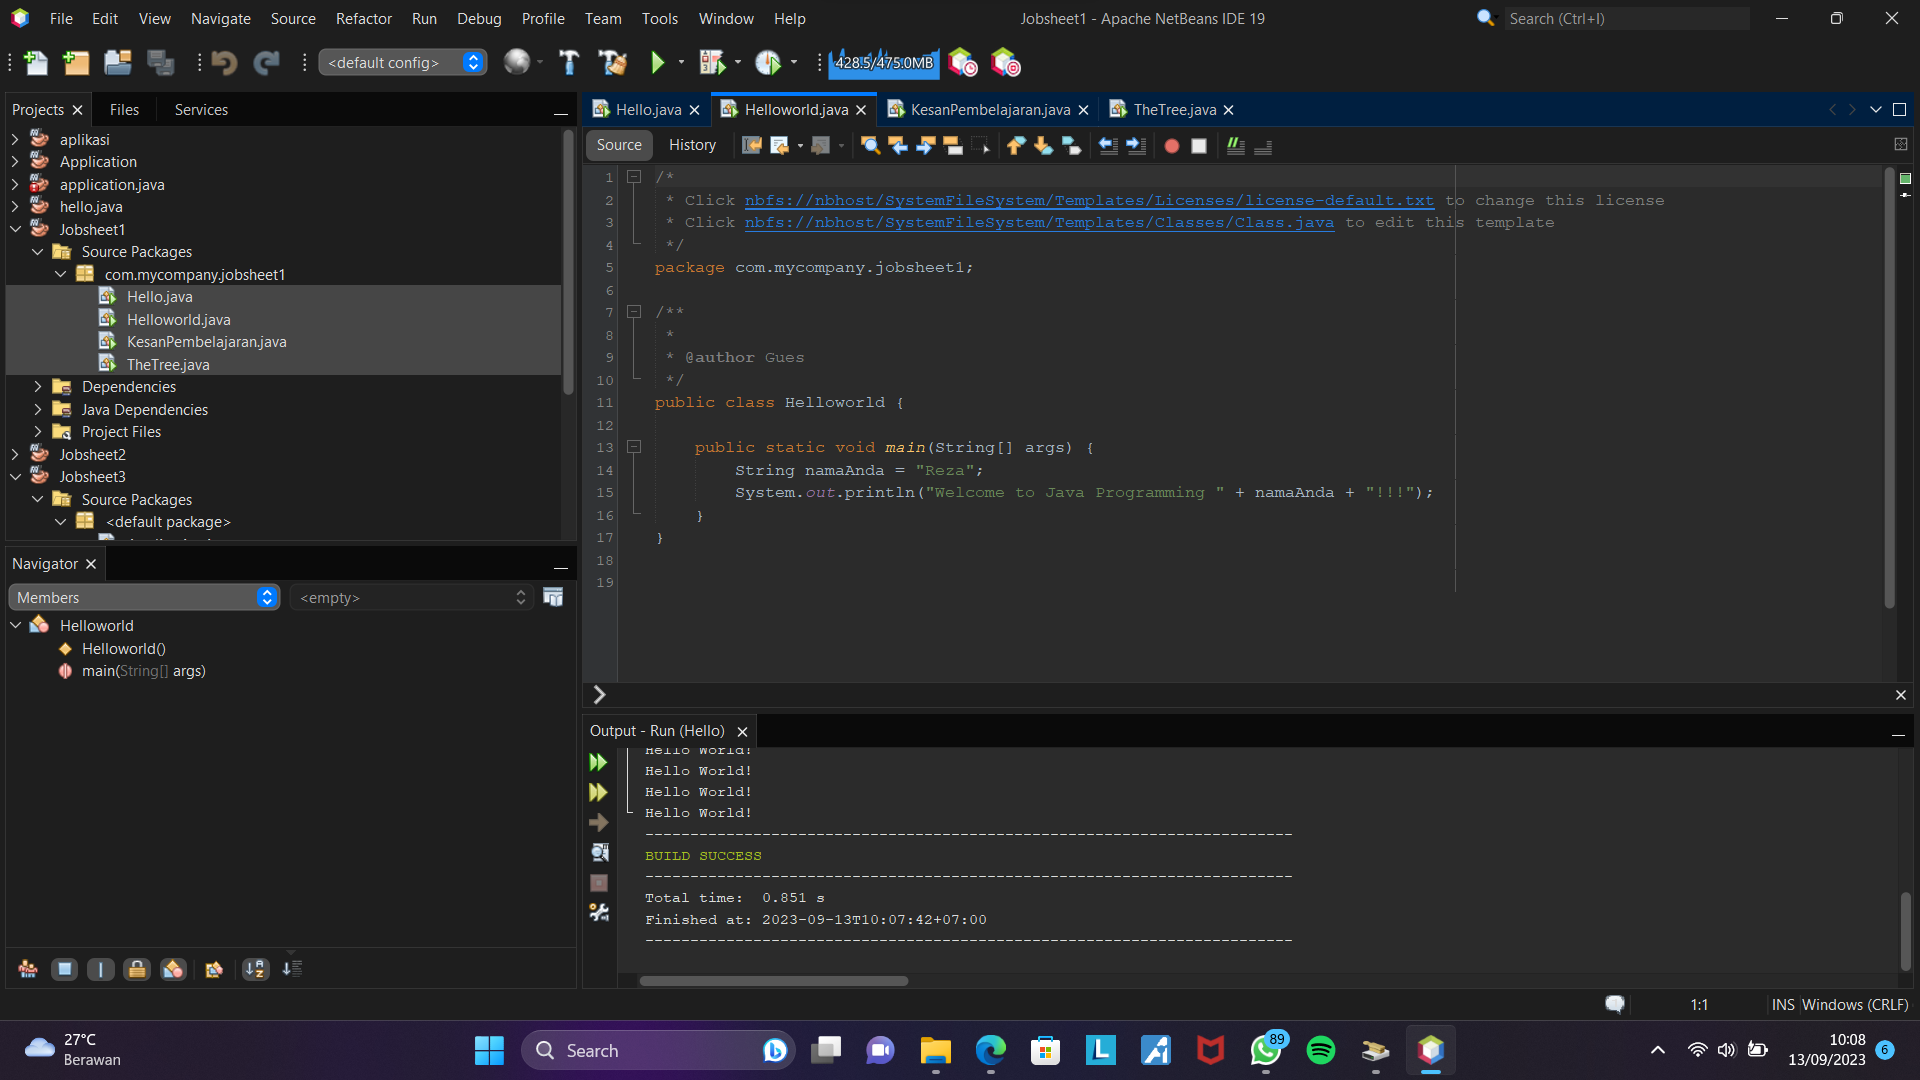 File Edit View Navigate Source Refactor Run Debug Profile Team Tools Window Help
Jobsheet1 - Apache NetBeans IDE 19
Search (Ctrl+I)
<default config>
428.5/475.0MB
Projects
Files
Services
aplikasi
Application
application.java
hello.java
Jobsheet1
Source Packages
com.mycompany.jobsheet1
Hello.java
Helloworld.java
KesanPembelajaran.java
TheTree.java
Dependencies
Java Dependencies
Project Files
Jobsheet2
Jobsheet3
Source Packages
<default package>
Navigator
Members
<empty>
Helloworld
Helloworld()
main(String[] args)
Hello.java
Helloworld.java
KesanPembelajaran.java
TheTree.java
Source
History
1 /*
2 * Click nbfs://nbhost/SystemFileSystem/Templates/Licenses/license-default.txt to change this license
3 * Click nbfs://nbhost/SystemFileSystem/Templates/Classes/Class.java to edit this template
4 */
5 package com.mycompany.jobsheet1;
6
7 /**
8 *
9 * @author Gues
10 */
11 public class Helloworld {
12
13 public static void main(String[] args) {
14 String namaAnda = "Reza";
15 System.out.println("Welcome to Java Programming " + namaAnda + "!!!");
16 }
17 }
18
19
Output - Run (Hello)
Hello World!
Hello World!
Hello World!
Hello World!
------------------------------------------------------------------------
BUILD SUCCESS
------------------------------------------------------------------------
Total time: 0.851 s
Finished at: 2023-09-13T10:07:42+07:00
------------------------------------------------------------------------
1:1
INS
Windows (CRLF)
27°C
Berawan
Search
89
10:08
13/09/2023
6